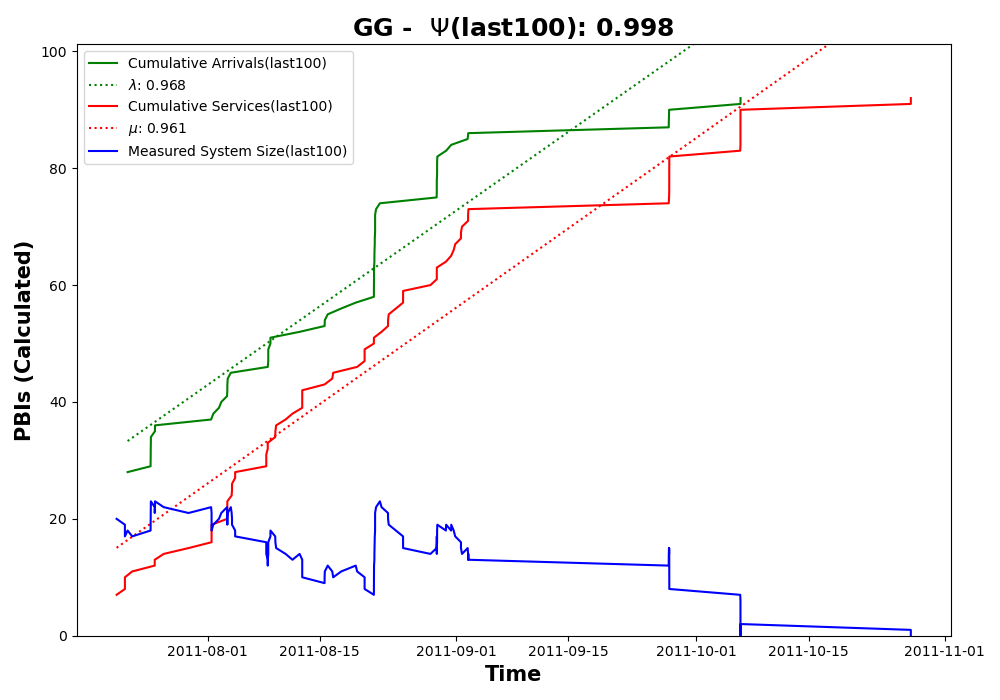 GG - Ψ(last100): 0.998
Cumulative Arrivals(last100)
λ: 0.968
Cumulative Services(last100)
μ: 0.961
Measured System Size(last100)
PBIs (Calculated)
100
80
60
40
20
0
2011-08-01 2011-08-15 2011-09-01 2011-09-15 2011-10-01 2011-10-15 2011-11-01
Time